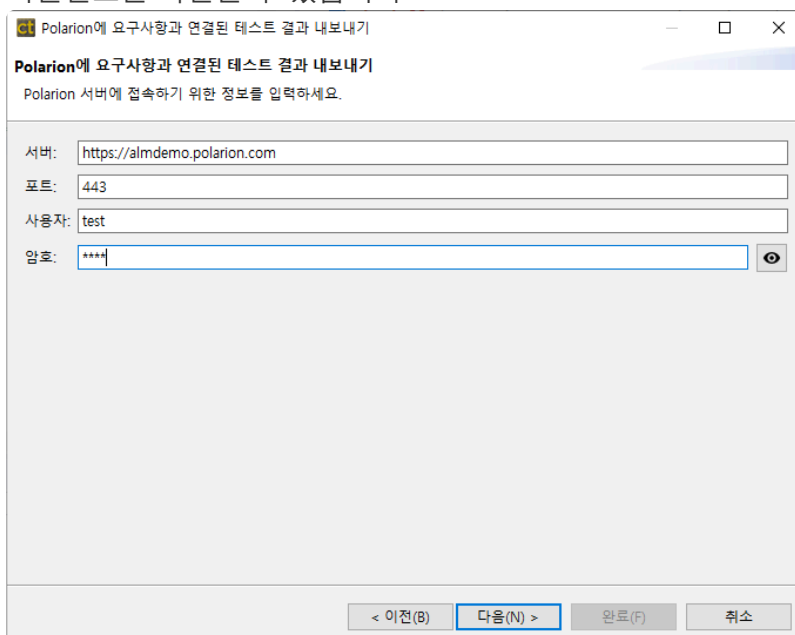 ct Polarion에 요구사항과 연결된 테스트 결과 내보내기
Polarion에 요구사항과 연결된 테스트 결과 내보내기
Polarion 서버에 접속하기 위한 정보를 입력하세요.
서버: https://almdemo.polarion.com
포트: 443
사용자: test
암호: ****
< 이전(B) 다음(N) > 완료(F) 취소